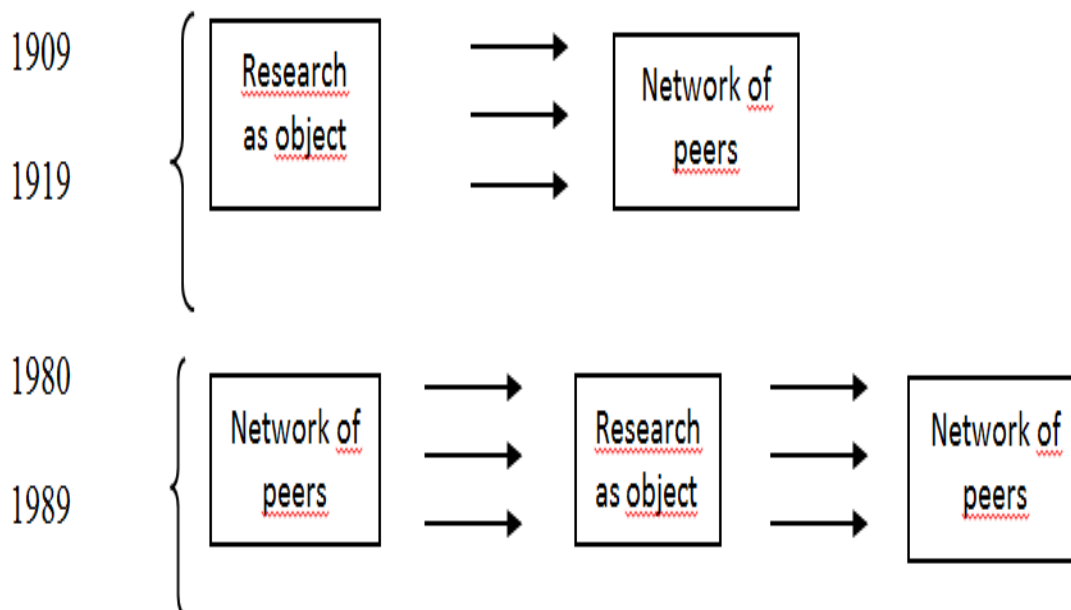 1909
Research
as object
Network of
peers
1919
1980
Network of
peers
Research
as object
Network of
peers
1989